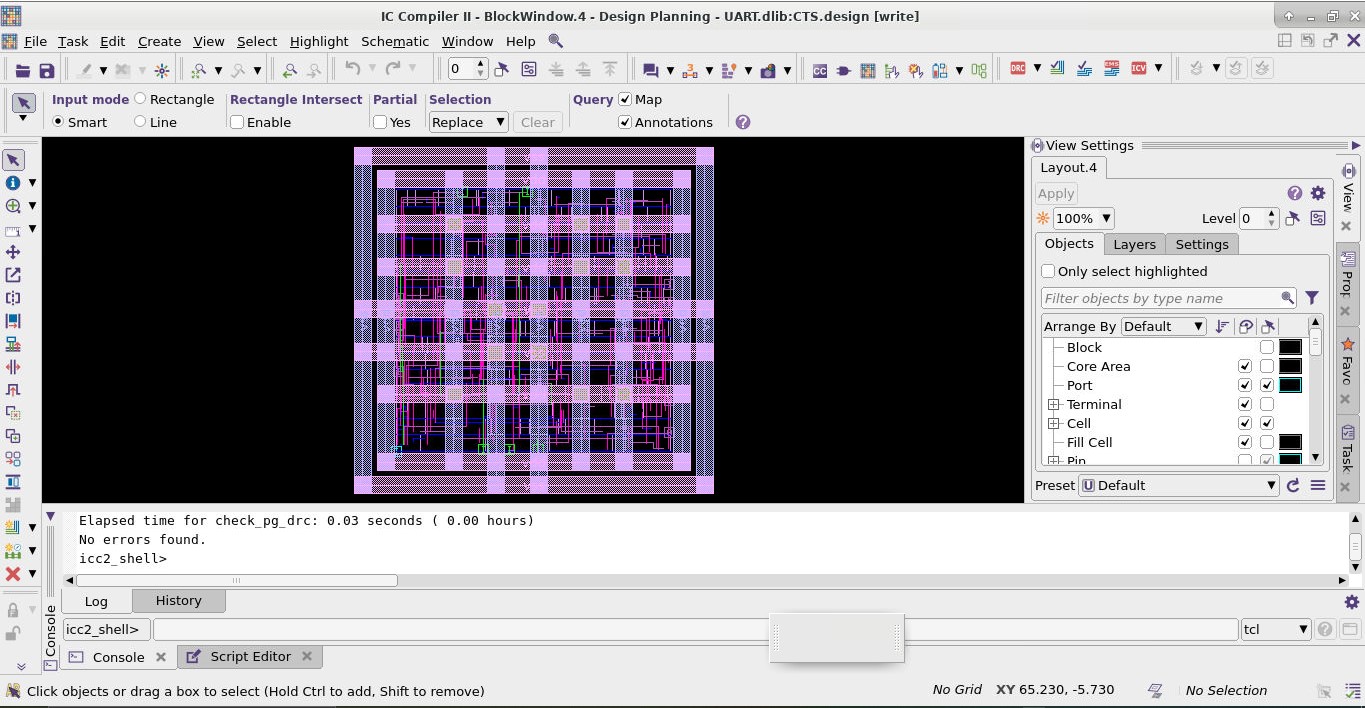 IC Compiler II - BlockWindow.4 - Design Planning - UART.dlib:CTS.design [write]
File Task Edit Create View Select Highlight Schematic Window Help
0
CC DRC EMS ICV
Input mode Rectangle Rectangle Intersect Partial Selection Query Map
Smart Line Enable Yes Replace Clear Annotations
View Settings
Layout.4
Apply
100% Level 0
Objects Layers Settings
Only select highlighted
Filter objects by type name
Arrange By Default
Block
Core Area
Port
Terminal
Cell
Fill Cell
Pin
Preset Default
View
Prop
Favo
Task
Elapsed time for check_pg_drc: 0.03 seconds ( 0.00 hours)
No errors found.
icc2_shell>
Log History
Console
icc2_shell> tcl
Console Script Editor
Click objects or drag a box to select (Hold Ctrl to add, Shift to remove) No Grid XY 65.230, -5.730 No Selection